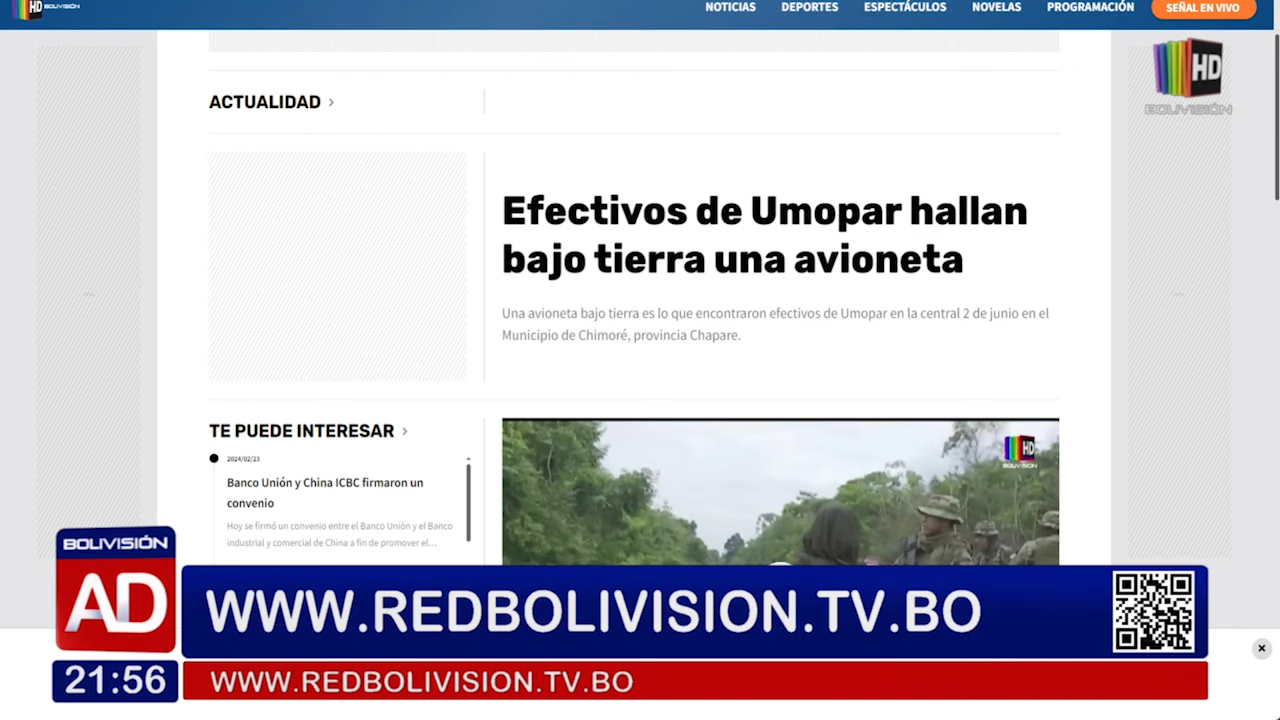 HD BOLIVISIÓN
NOTICIAS DEPORTES ESPECTÁCULOS NOVELAS PROGRAMACIÓN SEÑAL EN VIVO
HD
BOLIVISIÓN
ACTUALIDAD ›
Efectivos de Umopar hallan
bajo tierra una avioneta
Una avioneta bajo tierra es lo que encontraron efectivos de Umopar en la central 2 de junio en el
Municipio de Chimoré, provincia Chapare.
TE PUEDE INTERESAR ›
2024/02/23
Banco Unión y China ICBC firmaron un
convenio
Hoy se firmó un convenio entre el Banco Unión y el Banco
industrial y comercial de China a fin de promover el...
HD
BOLIVISIÓN
BOLIVISIÓN
AD
WWW.REDBOLIVISION.TV.BO
21:56
WWW.REDBOLIVISION.TV.BO